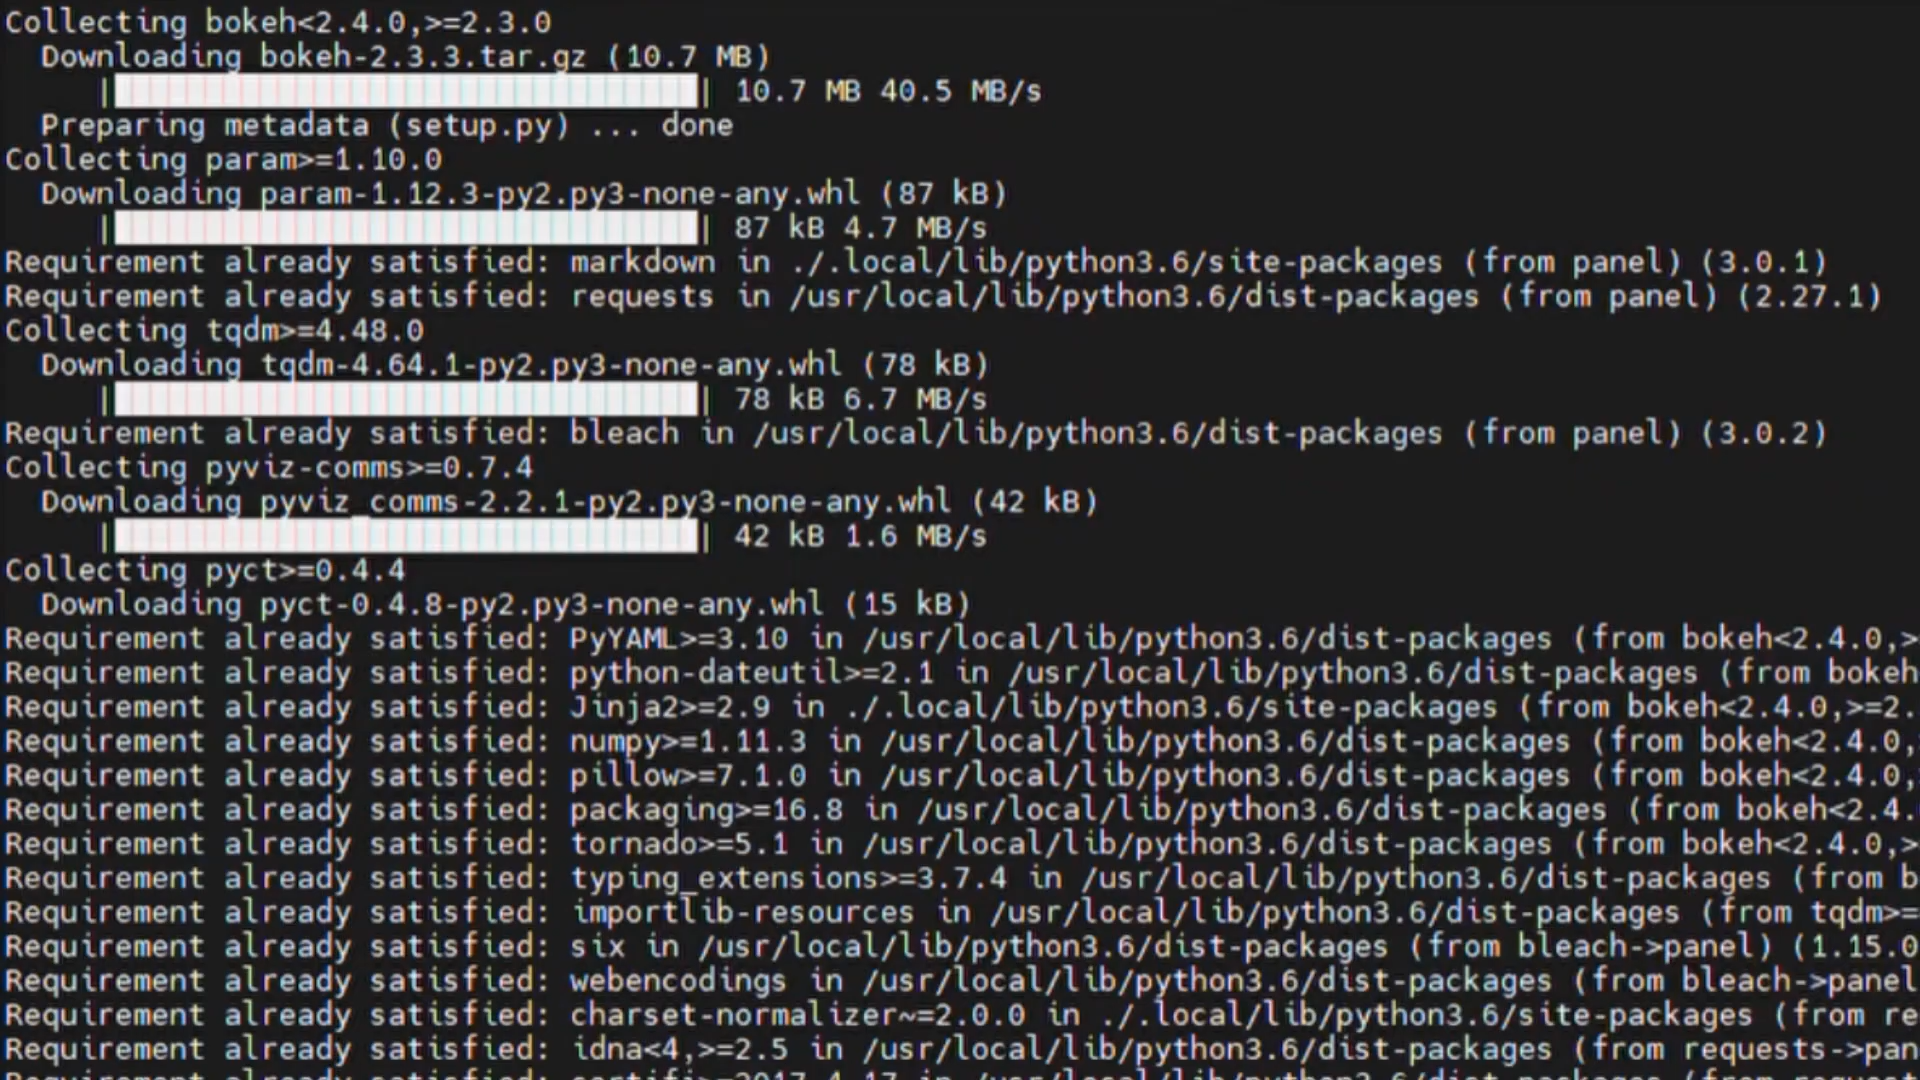 Collecting bokeh<2.4.0,>=2.3.0
Downloading bokeh-2.3.3.tar.gz (10.7 MB)
|████████████████████████████████| 10.7 MB 40.5 MB/s
Preparing metadata (setup.py) ... done
Collecting param>=1.10.0
Downloading param-1.12.3-py2.py3-none-any.whl (87 kB)
|████████████████████████████████| 87 kB 4.7 MB/s
Requirement already satisfied: markdown in ./.local/lib/python3.6/site-packages (from panel) (3.0.1)
Requirement already satisfied: requests in /usr/local/lib/python3.6/dist-packages (from panel) (2.27.1)
Collecting tqdm>=4.48.0
Downloading tqdm-4.64.1-py2.py3-none-any.whl (78 kB)
|████████████████████████████████| 78 kB 6.7 MB/s
Requirement already satisfied: bleach in /usr/local/lib/python3.6/dist-packages (from panel) (3.0.2)
Collecting pyviz-comms>=0.7.4
Downloading pyviz_comms-2.2.1-py2.py3-none-any.whl (42 kB)
|████████████████████████████████| 42 kB 1.6 MB/s
Collecting pyct>=0.4.4
Downloading pyct-0.4.8-py2.py3-none-any.whl (15 kB)
Requirement already satisfied: PyYAML>=3.10 in /usr/local/lib/python3.6/dist-packages (from bokeh<2.4.0,>
Requirement already satisfied: python-dateutil>=2.1 in /usr/local/lib/python3.6/dist-packages (from bokeh
Requirement already satisfied: Jinja2>=2.9 in ./.local/lib/python3.6/site-packages (from bokeh<2.4.0,>=2.
Requirement already satisfied: numpy>=1.11.3 in /usr/local/lib/python3.6/dist-packages (from bokeh<2.4.0,
Requirement already satisfied: pillow>=7.1.0 in /usr/local/lib/python3.6/dist-packages (from bokeh<2.4.0,
Requirement already satisfied: packaging>=16.8 in /usr/local/lib/python3.6/dist-packages (from bokeh<2.4.
Requirement already satisfied: tornado>=5.1 in /usr/local/lib/python3.6/dist-packages (from bokeh<2.4.0,>
Requirement already satisfied: typing_extensions>=3.7.4 in /usr/local/lib/python3.6/dist-packages (from b
Requirement already satisfied: importlib-resources in /usr/local/lib/python3.6/dist-packages (from tqdm>=
Requirement already satisfied: six in /usr/local/lib/python3.6/dist-packages (from bleach->panel) (1.15.0
Requirement already satisfied: webencodings in /usr/local/lib/python3.6/dist-packages (from bleach->panel
Requirement already satisfied: charset-normalizer~=2.0.0 in ./.local/lib/python3.6/site-packages (from re
Requirement already satisfied: idna<4,>=2.5 in /usr/local/lib/python3.6/dist-packages (from requests->pan